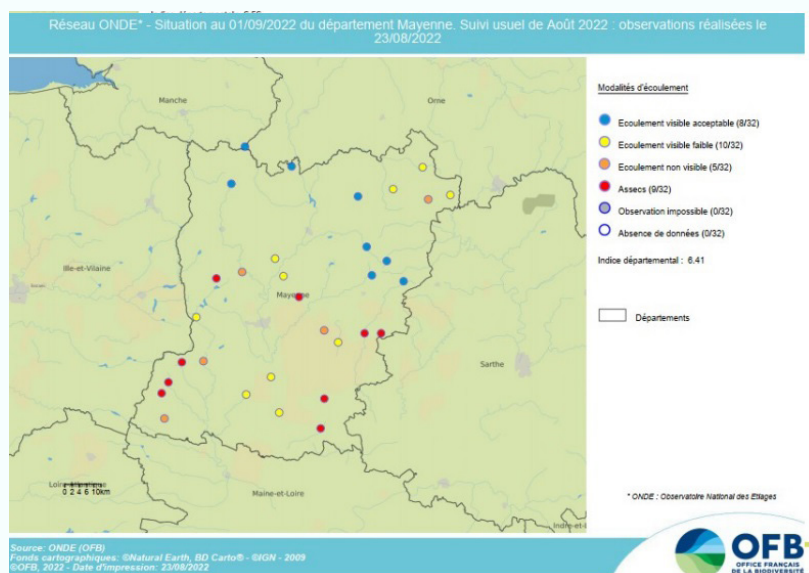 Réseau ONDE* - Situation au 01/09/2022 du département Mayenne. Suivi usuel de Août 2022 : observations réalisées le
23/08/2022
Manche
Orne
Ille-et-Vilaine
Mayenne
Sarthe
Maine-et-Loire
0 2 4 6 10km
Modalités d'écoulement
Ecoulement visible acceptable (8/32)
Ecoulement visible faible (10/32)
Ecoulement non visible (5/32)
Assecs (9/32)
Observation impossible (0/32)
Absence de données (0/32)
Indice départemental : 6.41
Départements
* ONDE : Observatoire National des Etiages
Source: ONDE (OFB)
Fonds cartographiques: ©Natural Earth, BD Carto® - ©IGN - 2009
©OFB, 2022 - Date d'impression: 23/08/2022
OFB
OFFICE FRANÇAIS
DE LA BIODIVERSITÉ